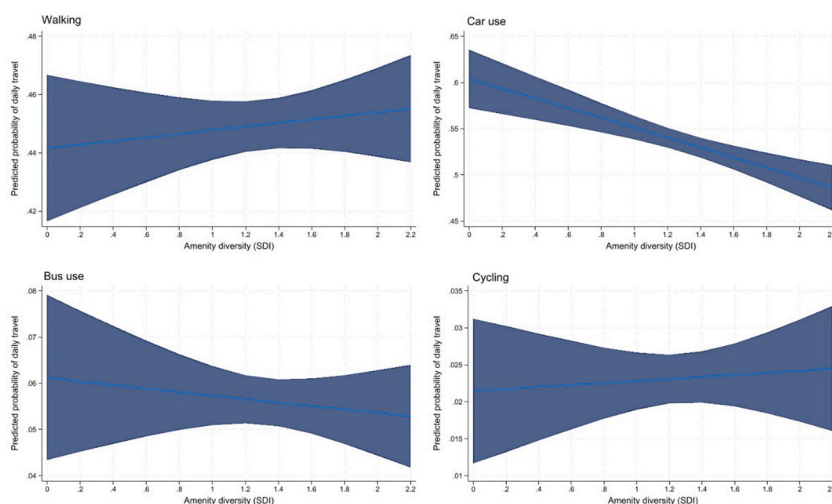 Walking
Predicted probability of daily travel
.48
.46
.44
.42
0 .2 .4 .6 .8 1 1.2 1.4 1.6 1.8 2 2.2
Amenity diversity (SDI)
Car use
Predicted probability of daily travel
.65
.6
.55
.5
.45
0 .2 .4 .6 .8 1 1.2 1.4 1.6 1.8 2 2.2
Amenity diversity (SDI)
Bus use
Predicted probability of daily travel
.08
.07
.06
.05
.04
0 .2 .4 .6 .8 1 1.2 1.4 1.6 1.8 2 2.2
Amenity diversity (SDI)
Cycling
Predicted probability of daily travel
.035
.03
.025
.02
.015
.01
0 .2 .4 .6 .8 1 1.2 1.4 1.6 1.8 2 2.2
Amenity diversity (SDI)